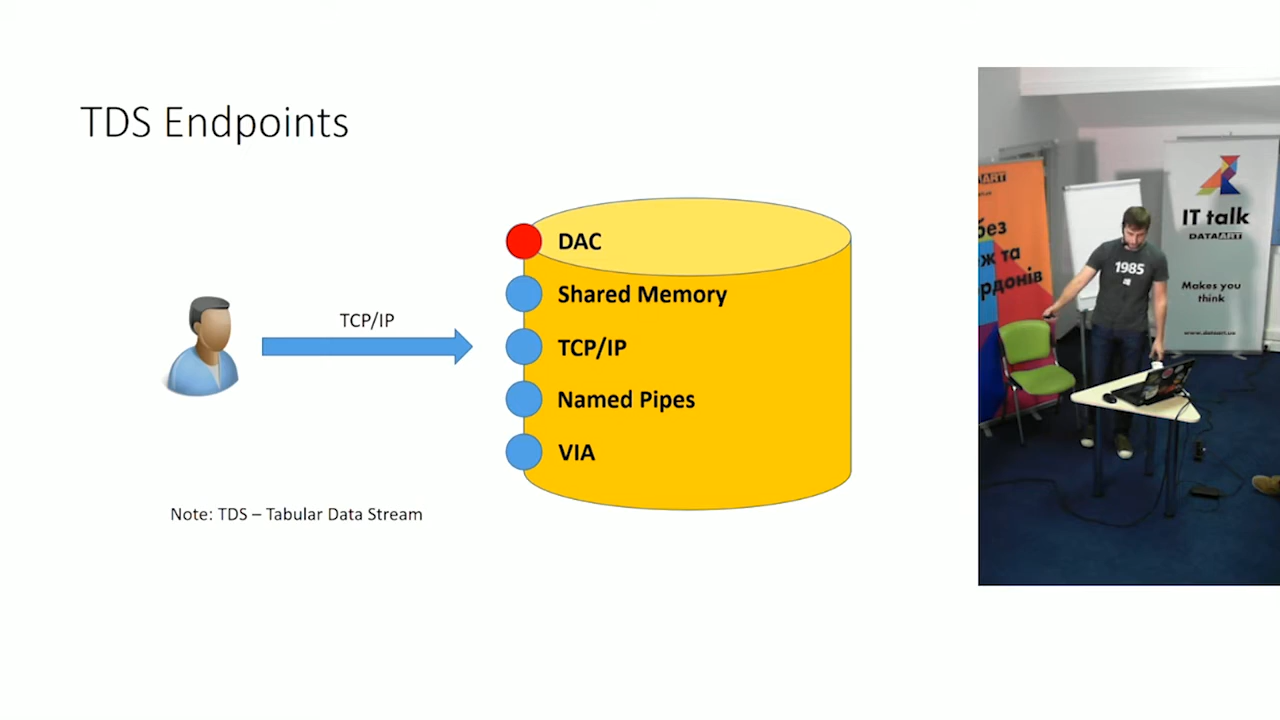 TDS Endpoints
DAC
Shared Memory
TCP/IP
TCP/IP
Named Pipes
VIA
Note: TDS – Tabular Data Stream
ART
без
ж та
рдонів
1985
IT talk
DATAART
Makes you
think
www.dataart.ua